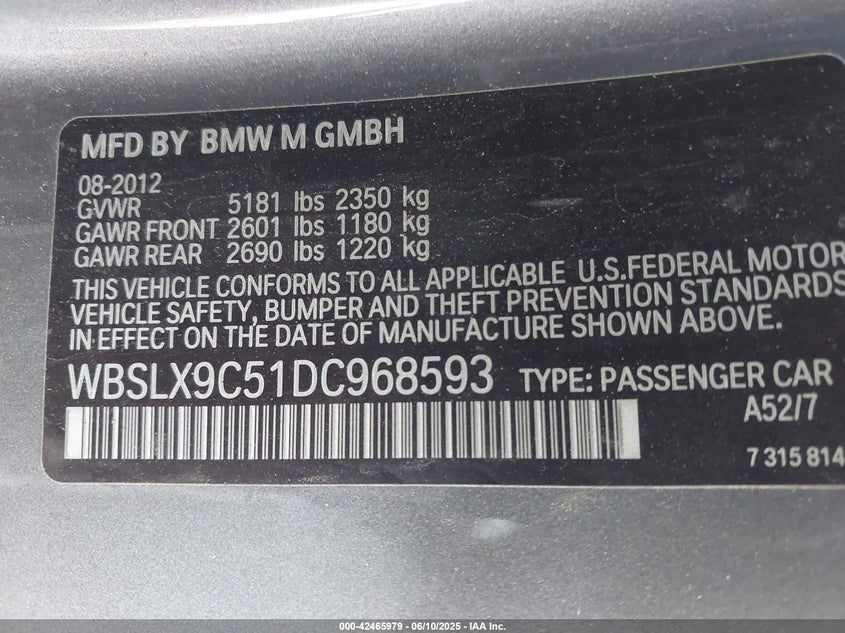 MFD BY BMW M GMBH
08-2012
GVWR 5181 lbs 2350 kg
GAWR FRONT 2601 lbs 1180 kg
GAWR REAR 2690 lbs 1220 kg
THIS VEHICLE CONFORMS TO ALL APPLICABLE U.S.FEDERAL MOTOR
VEHICLE SAFETY, BUMPER AND THEFT PREVENTION STANDARDS
IN EFFECT ON THE DATE OF MANUFACTURE SHOWN ABOVE.
WBSLX9C51DC968593 TYPE: PASSENGER CAR
A52/7
7 315 814
000-42465979 - 06/10/2025 - IAA Inc.